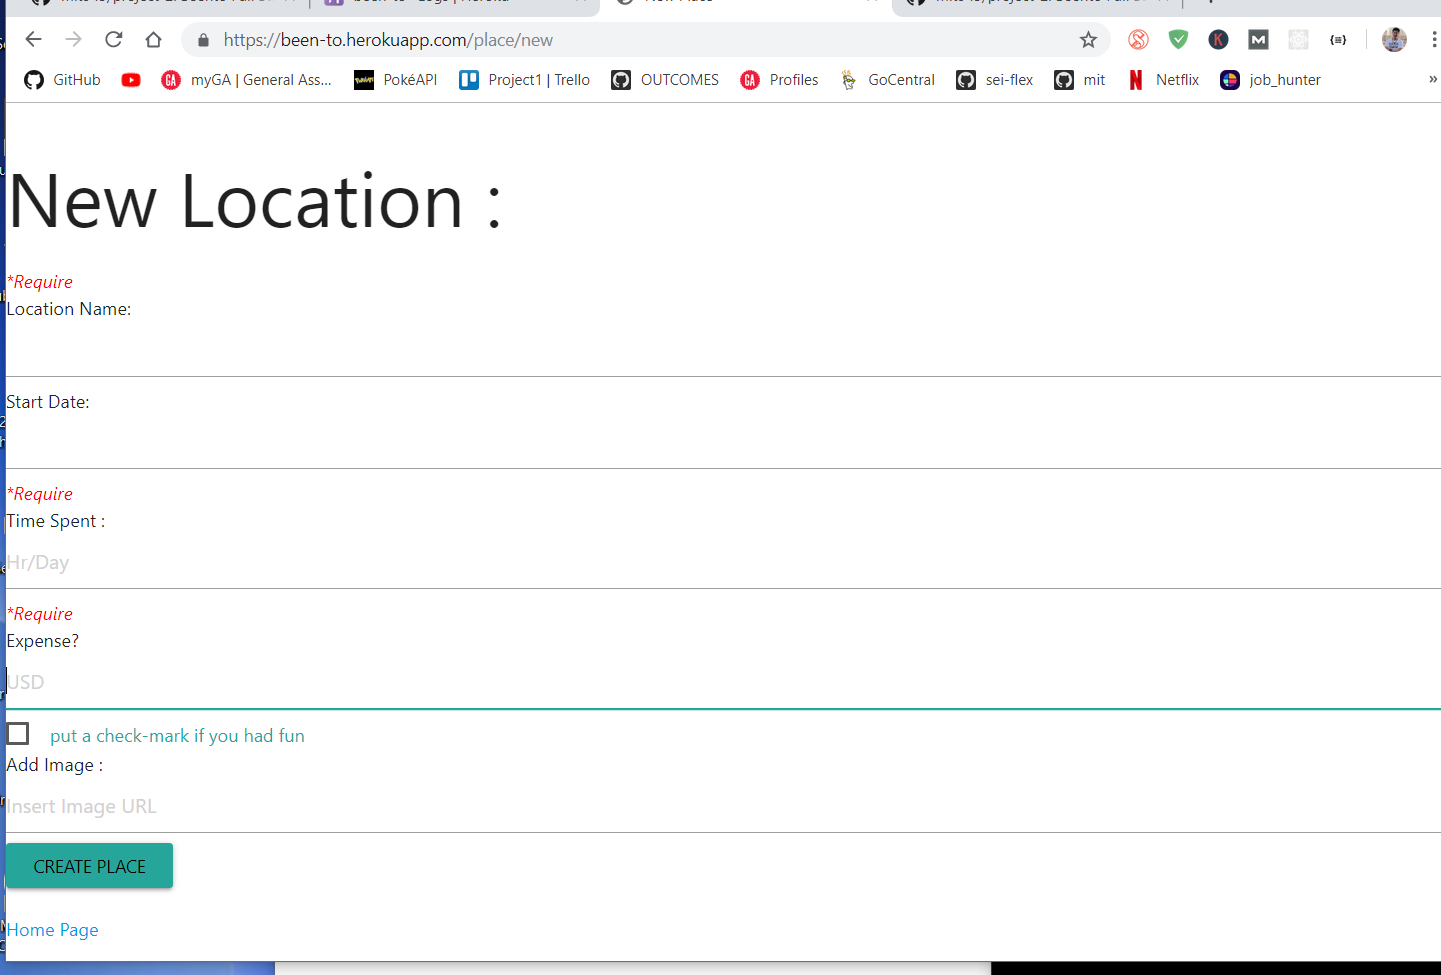 https://been-to.herokuapp.com/place/new
GitHub myGA | General Ass... PokéAPI Project1 | Trello OUTCOMES Profiles GoCentral sei-flex mit Netflix job_hunter »
New Location :
*Require
Location Name:
Start Date:
*Require
Time Spent :
Hr/Day
*Require
Expense?
USD
put a check-mark if you had fun
Add Image :
Insert Image URL
CREATE PLACE
Home Page